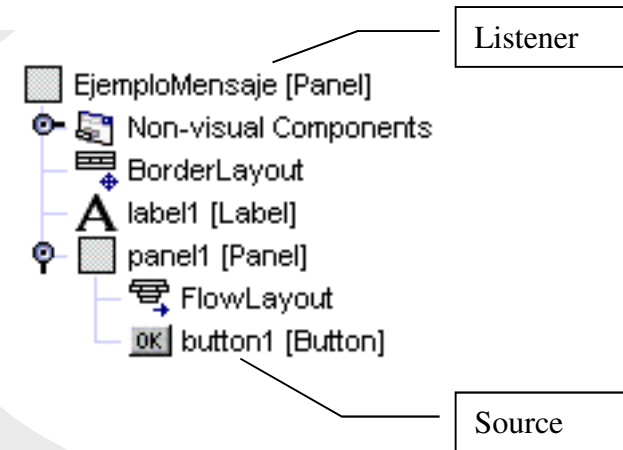 Listener
EjemploMensaje [Panel]
Non-visual Components
BorderLayout
A label1 [Label]
panel1 [Panel]
FlowLayout
OK button1 [Button]
Source